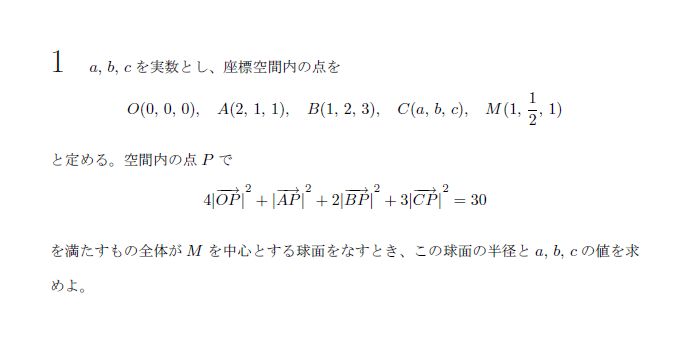 1 a, b, c を実数とし、座標空間内の点を
O(0, 0, 0), A(2, 1, 1), B(1, 2, 3), C(a, b, c), M(1, \frac{1}{2}, 1)
と定める。空間内の点 P で
4|\overrightarrow{OP}|^2 + |\overrightarrow{AP}|^2 + 2|\overrightarrow{BP}|^2 + 3|\overrightarrow{CP}|^2 = 30
を満たすもの全体が M を中心とする球面をなすとき、この球面の半径と a, b, c の値を求
めよ。